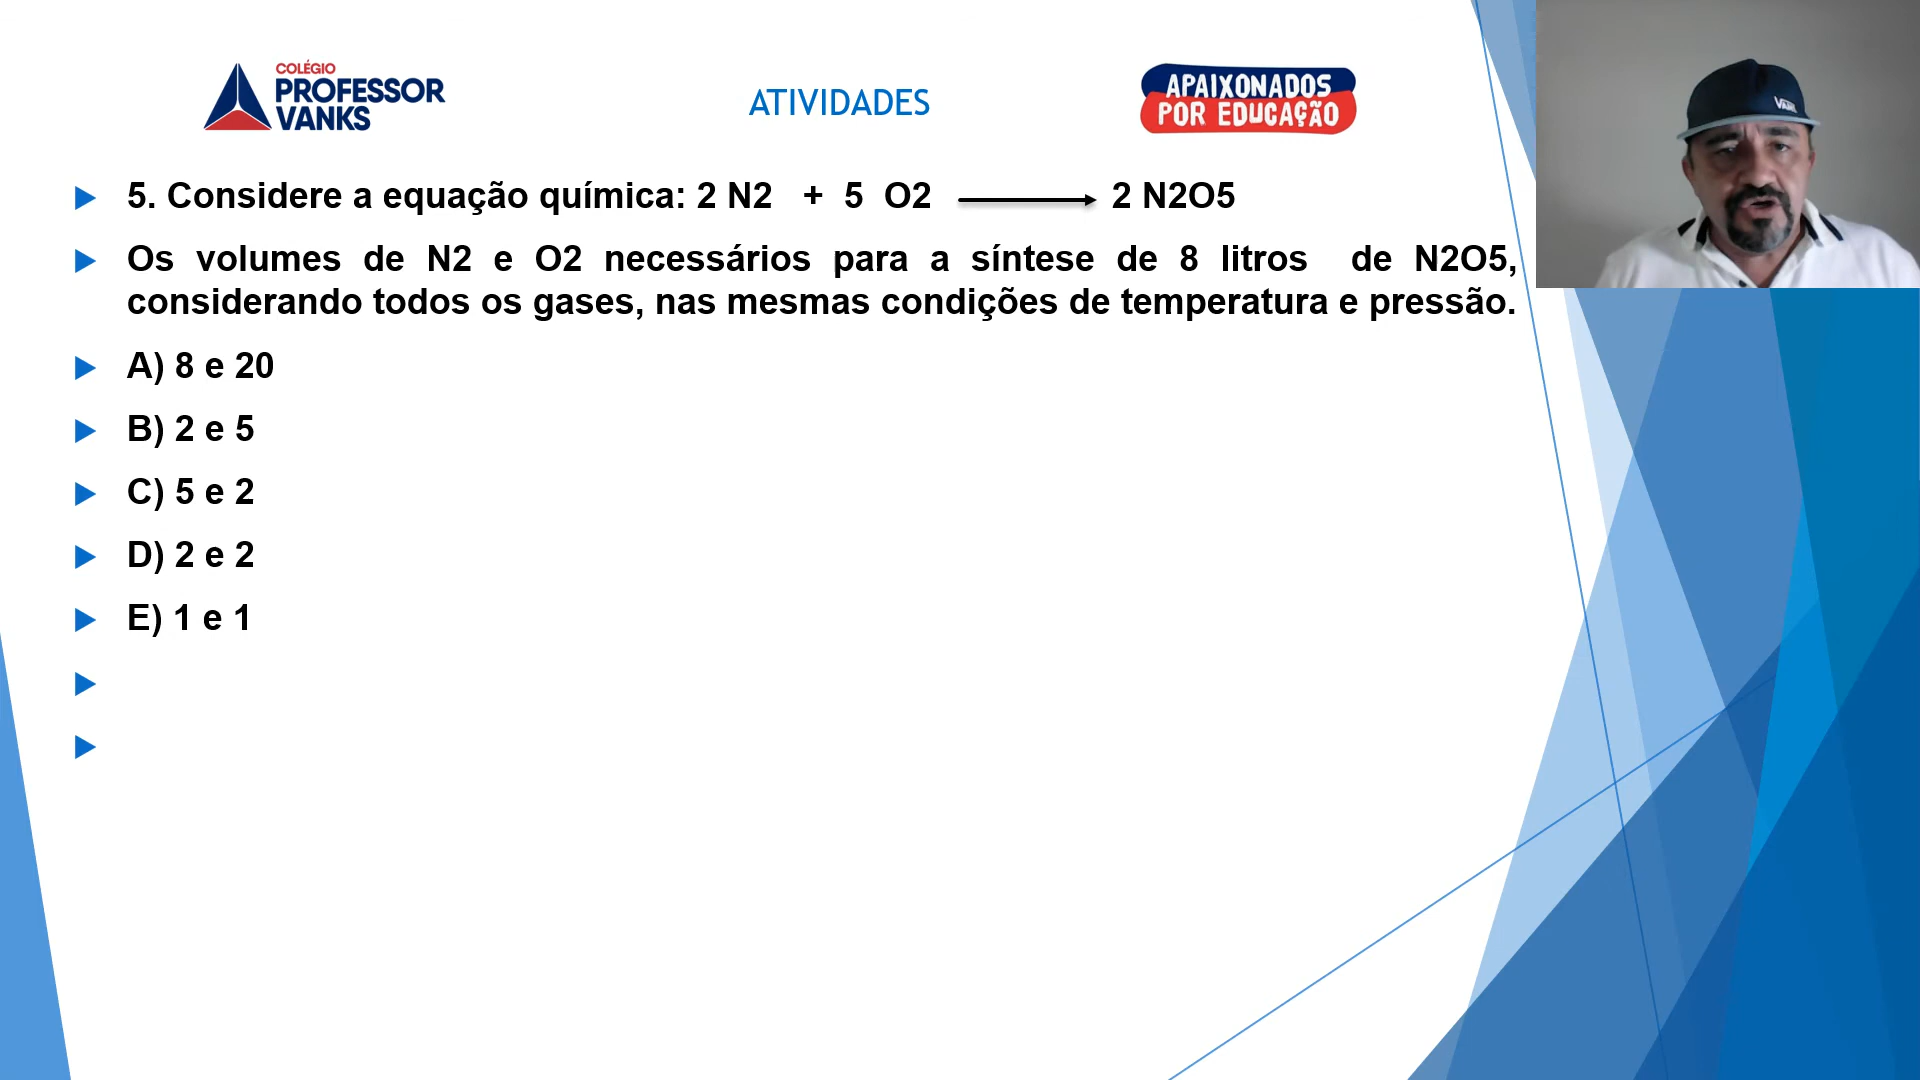 COLÉGIO
PROFESSOR
VANKS
ATIVIDADES
APAIXONADOS
POR EDUCAÇÃO
5. Considere a equação química: 2 N2 + 5 O2 ⟶ 2 N2O5
Os volumes de N2 e O2 necessários para a síntese de 8 litros de N2O5,
considerando todos os gases, nas mesmas condições de temperatura e pressão.
A) 8 e 20
B) 2 e 5
C) 5 e 2
D) 2 e 2
E) 1 e 1